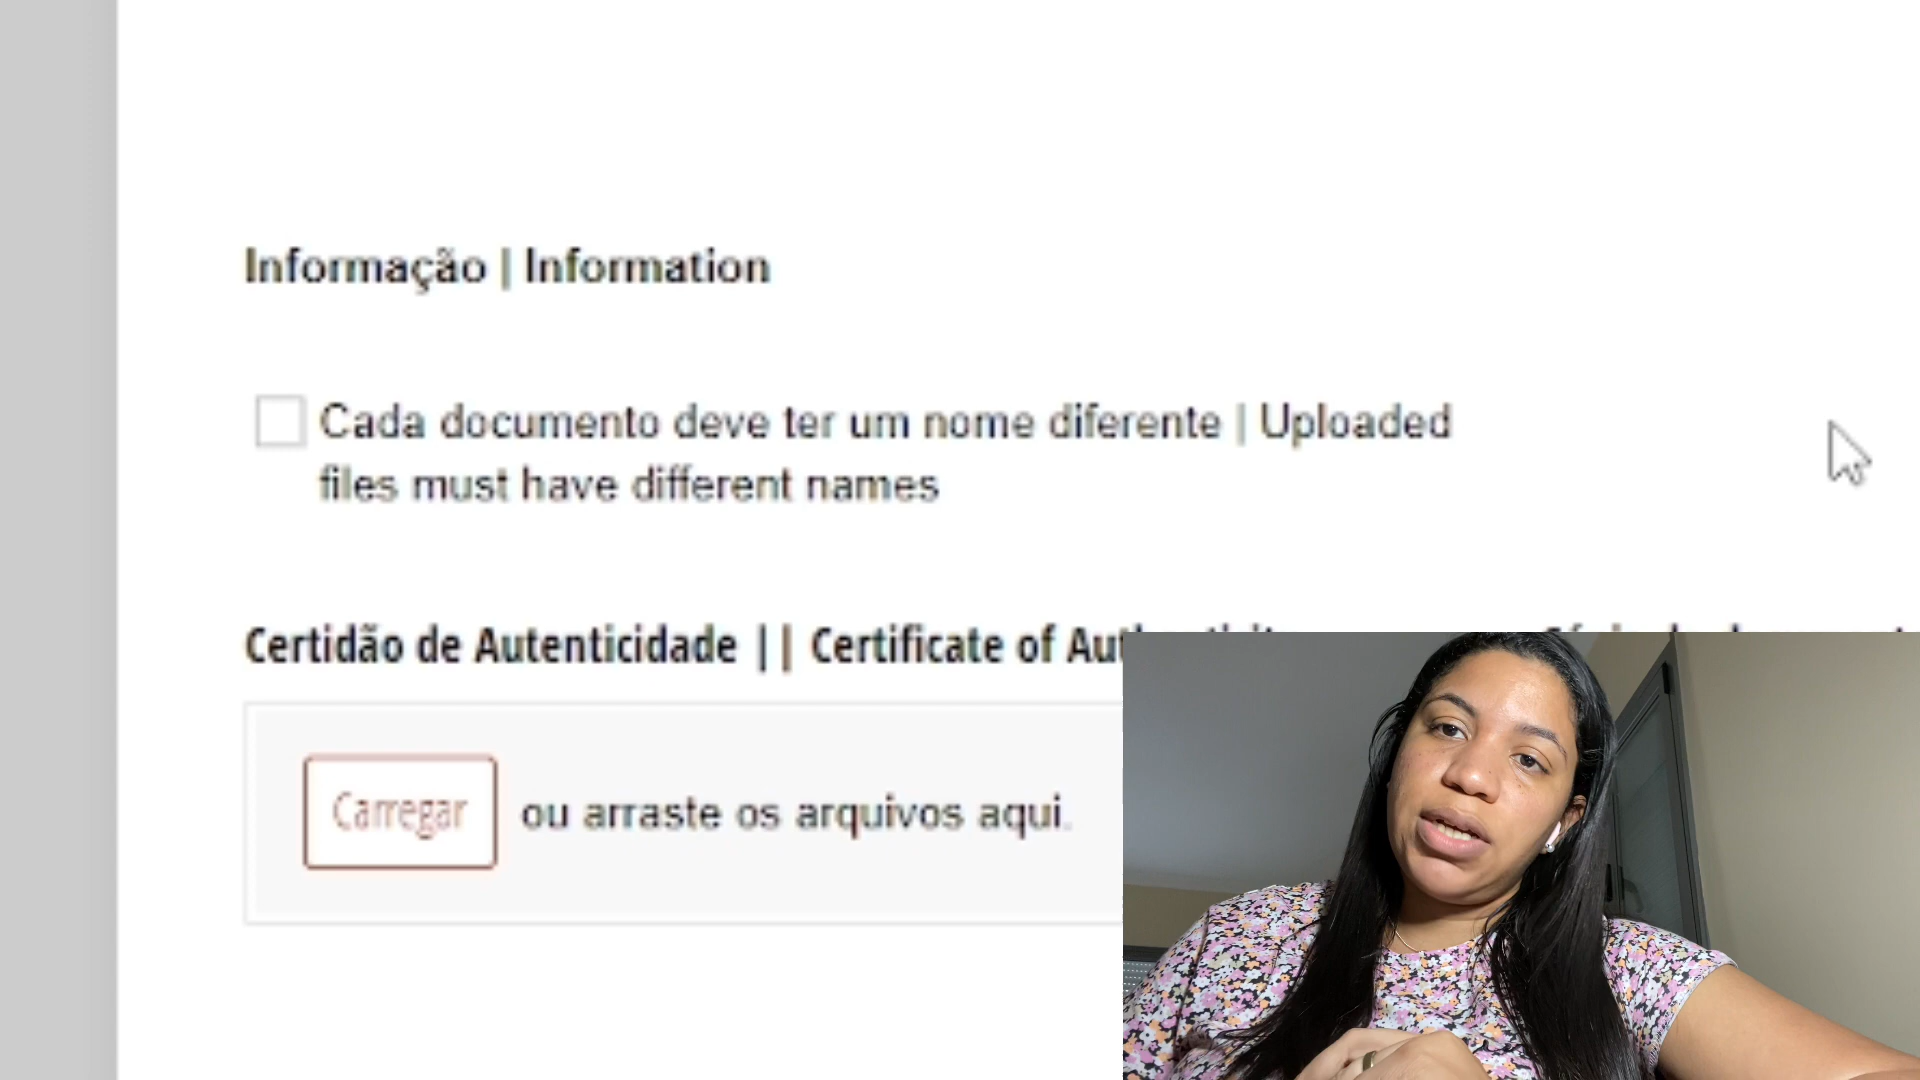 Informação | Information
Cada documento deve ter um nome diferente | Uploaded
files must have different names
Certidão de Autenticidade || Certificate of
Carregar
ou arraste os arquivos aqui.